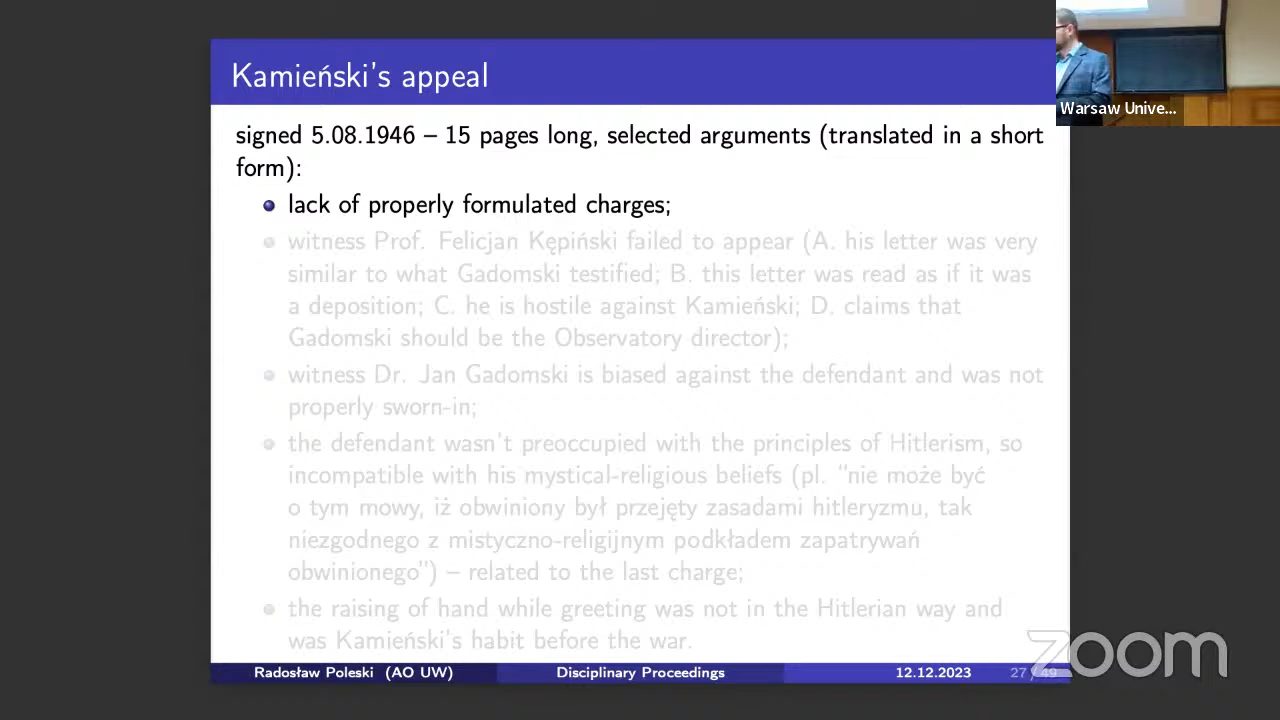 Kamieński's appeal
signed 5.08.1946 – 15 pages long, selected arguments (translated in a short
form):
lack of properly formulated charges;
witness Prof. Felicjan Kępiński failed to appear (A. his letter was very
similar to what Gadomski testified; B. this letter was read as if it was
a deposition; C. he is hostile against Kamieński; D. claims that
Gadomski should be the Observatory director);
witness Dr. Jan Gadomski is biased against the defendant and was not
properly sworn-in;
the defendant wasn't preoccupied with the principles of Hitlerism, so
incompatible with his mystical-religious beliefs (pl. "nie może być
o tym mowy, iż obwiniony był przejęty zasadami hitleryzmu, tak
niezgodnego z mistyczno-religijnym podkładem zapatrywań
obwinionego") – related to the last charge;
the raising of hand while greeting was not in the Hitlerian way and
was Kamieński's habit before the war.
Radosław Poleski (AO UW) Disciplinary Proceedings 12.12.2023 27 / 49
Warsaw Unive...
zoom